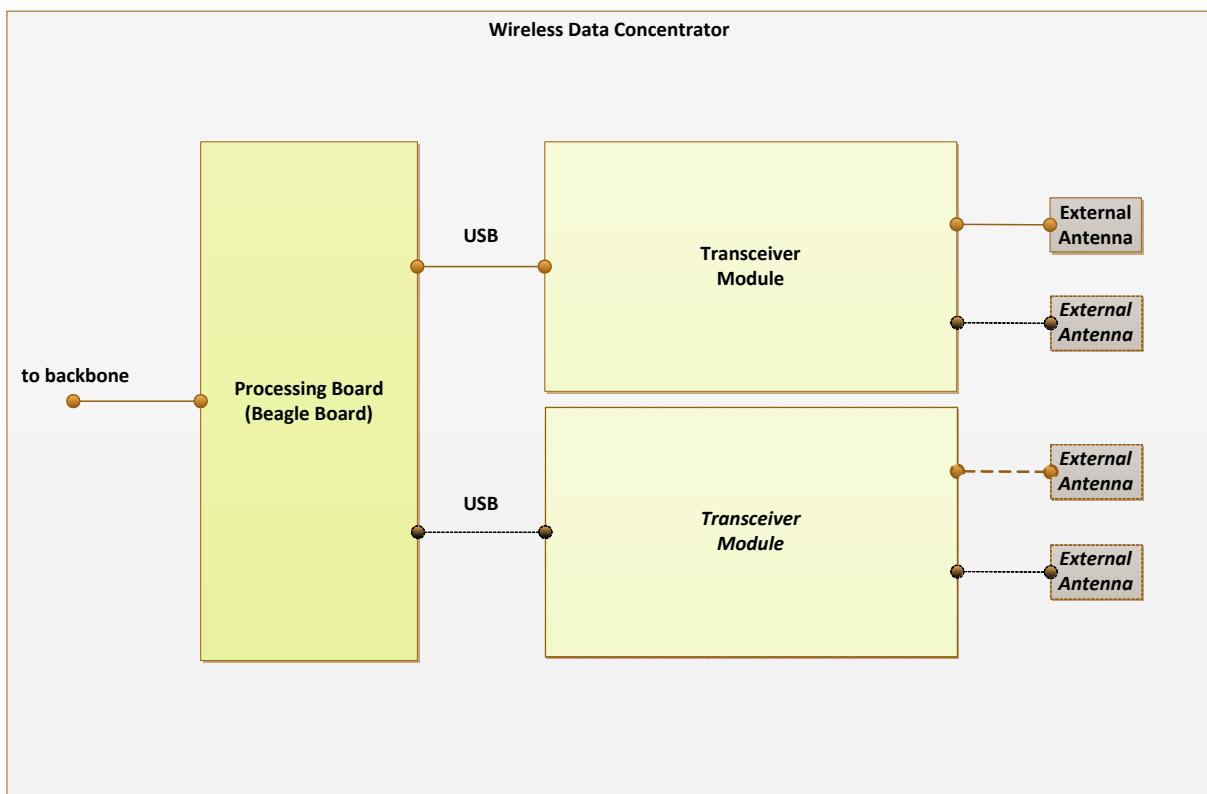 Wireless Data Concentrator
USB
Transceiver
Module
External
Antenna
External
Antenna
to backbone
Processing Board
(Beagle Board)
USB
Transceiver
Module
External
Antenna
External
Antenna